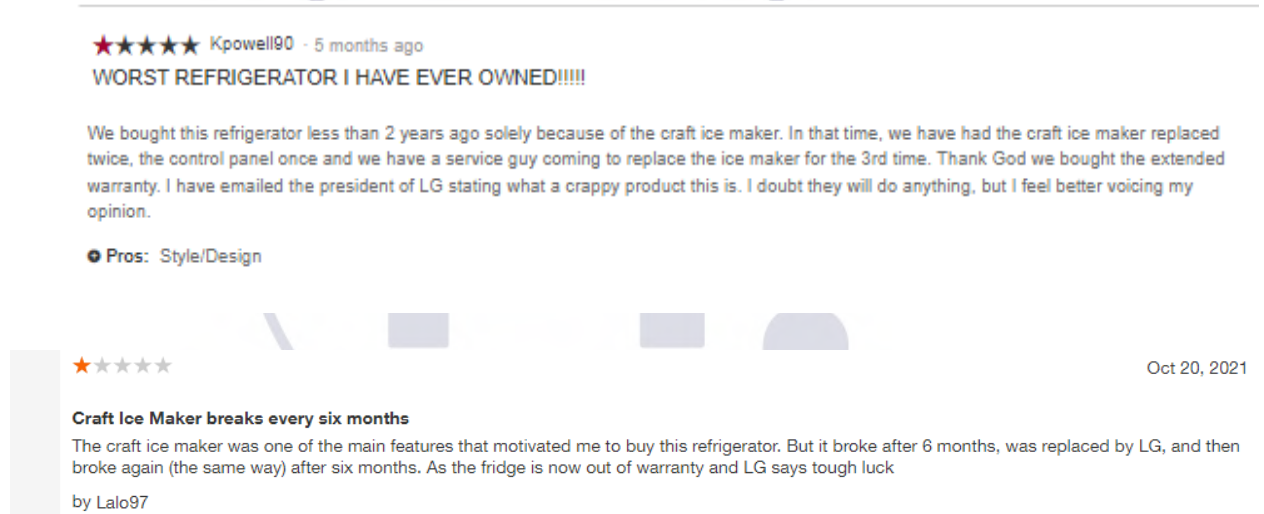 Kpowell90 - 5 months ago
WORST REFRIGERATOR I HAVE EVER OWNED!!!!!
We bought this refrigerator less than 2 years ago solely because of the craft ice maker. In that time, we have had the craft ice maker replaced
twice, the control panel once and we have a service guy coming to replace the ice maker for the 3rd time. Thank God we bought the extended
warranty. I have emailed the president of LG stating what a crappy product this is. I doubt they will do anything, but I feel better voicing my
opinion.
Pros: Style/Design
Oct 20, 2021
Craft Ice Maker breaks every six months
The craft ice maker was one of the main features that motivated me to buy this refrigerator. But it broke after 6 months, was replaced by LG, and then
broke again (the same way) after six months. As the fridge is now out of warranty and LG says tough luck
by Lalo97